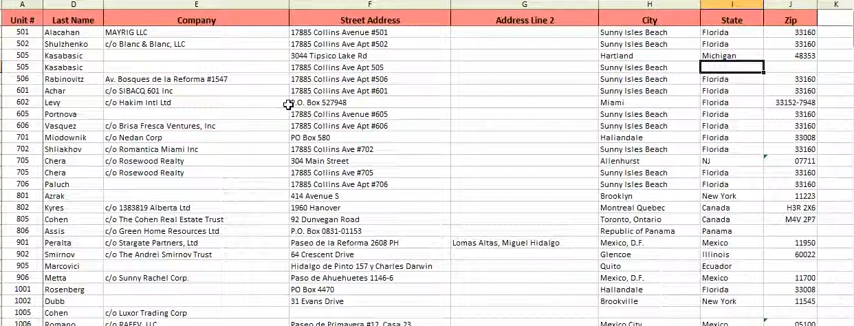 A D E F G H I J K
Unit # Last Name Company Street Address Address Line 2 City State Zip
501 Alacahan MAYRIG LLC 17885 Collins Avenue #501 Sunny Isles Beach Florida 33160
502 Shulzhenko c/o Blanc & Blanc, LLC 17885 Collins Ave Apt #502 Sunny Isles Beach Florida 33160
505 Kasabasic 3044 Tipsico Lake Rd Hartland Michigan 48353
505 Kasabasic 17885 Collins Ave Apt 505 Sunny Isles Beach
506 Rabinovitz Av. Bosques de la Reforma #1547 17885 Collins Ave Apt #506 Sunny Isles Beach Florida 33160
601 Achar c/o SIBACQ 601 Inc 17885 Collins Ave Apt #601 Sunny Isles Beach Florida 33160
602 Levy c/o Hakim Intl Ltd P.O. Box 527948 Miami Florida 33152-7948
605 Portnova 17885 Collins Avenue #605 Sunny Isles Beach Florida 33160
606 Vasquez c/o Brisa Fresca Ventures, Inc 17885 Collins Ave Apt #606 Sunny Isles Beach Florida 33160
701 Miodownik c/o Nedan Corp PO Box 580 Hallandale Florida 33008
702 Shliakhov c/o Romantica Miami Inc 17885 Collins Ave #702 Sunny Isles Beach Florida 33160
705 Chera c/o Rosewood Realty 304 Main Street Allenhurst NJ 07711
705 Chera c/o Rosewood Realty 17885 Collins Ave #705 Sunny Isles Beach Florida 33160
706 Paluch 17885 Collins Ave Apt #706 Sunny Isles Beach Florida 33160
801 Azrak 414 Avenue S Brooklyn New York 11223
802 Kyres c/o 1383819 Alberta Ltd 1960 Hanover Montreal Quebec Canada H3R 2X6
805 Cohen c/o The Cohen Real Estate Trust 92 Dunvegan Road Toronto, Ontario Canada M4V 2P7
806 Assis c/o Green Home Resources Ltd P.O. Box 0831-01153 Republic of Panama Panama
901 Peralta c/o Stargate Partners, Ltd Paseo de la Reforma 2608 PH Lomas Altas, Miguel Hidalgo Mexico, D.F. Mexico 11950
902 Smirnov c/o The Andrei Smirnov Trust 64 Crescent Drive Glencoe Illinois 60022
905 Marcovici Hidalgo de Pinto 157 y Charles Darwin Quito Ecuador
906 Metta c/o Sunny Rachel Corp. Paso de Ahuehuetes 1146-6 Mexico, D.F. Mexico 11700
1001 Rosenberg PO Box 4470 Hallandale Florida 33008
1002 Dubb 31 Evans Drive Brookville New York 11545
1005 Cohen c/o Luxor Trading Corp
1006 Romano c/o RAFFV, LLC Paseo de Primavera #12, Casa 23 Mexico City Mexico 05100